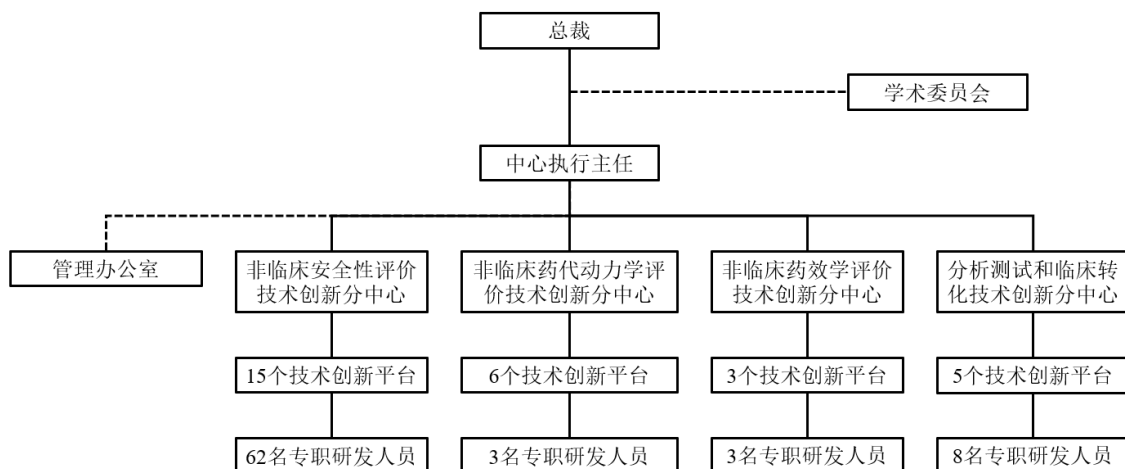 总裁
学术委员会
中心执行主任
管理办公室
非临床安全性评价
技术创新分中心
非临床药代动力学评
价技术创新分中心
非临床药效学评价
技术创新分中心
分析测试和临床转
化技术创新分中心
15个技术创新平台
6个技术创新平台
3个技术创新平台
5个技术创新平台
62名专职研发人员
3名专职研发人员
3名专职研发人员
8名专职研发人员